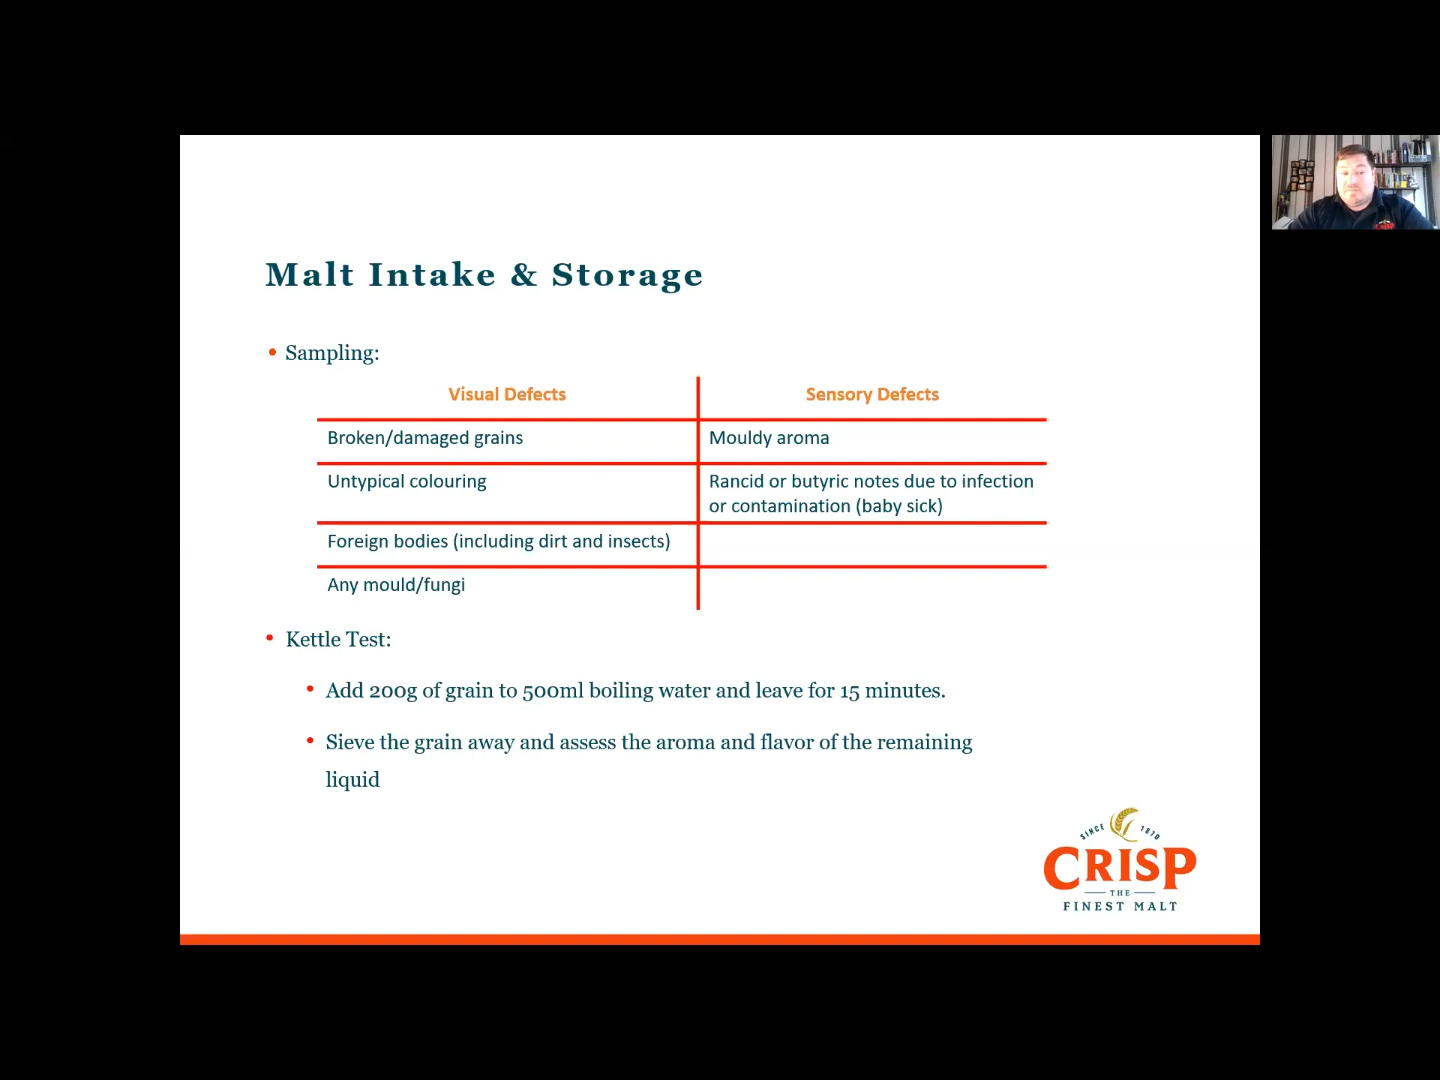 Malt Intake & Storage
• Sampling:
Visual Defects
Sensory Defects
Broken/damaged grains
Mouldy aroma
Untypical colouring
Rancid or butyric notes due to infection
or contamination (baby sick)
Foreign bodies (including dirt and insects)
Any mould/fungi
• Kettle Test:
• Add 200g of grain to 500ml boiling water and leave for 15 minutes.
• Sieve the grain away and assess the aroma and flavor of the remaining
liquid
SINCE 1870
CRISP
THE
FINEST MALT
CRISP